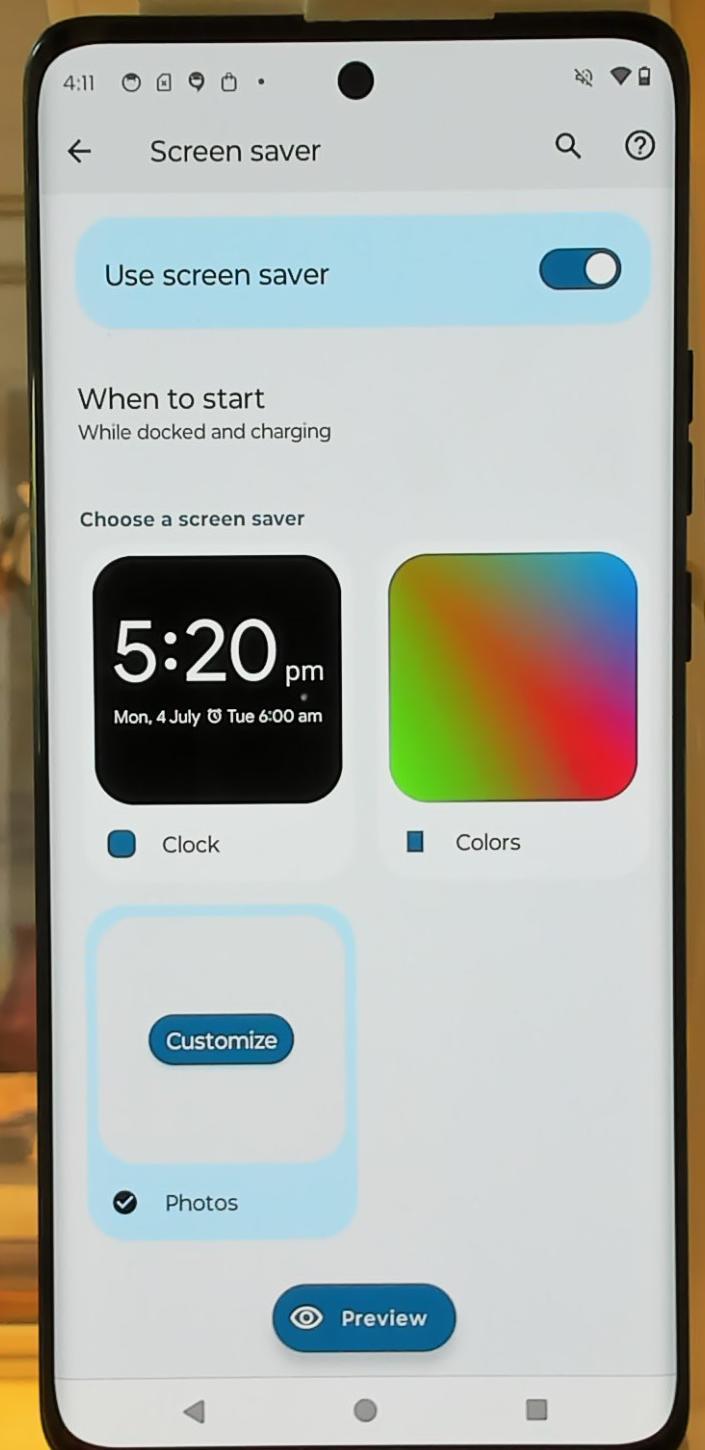 4:11
Screen saver
Use screen saver
When to start
While docked and charging
Choose a screen saver
5:20 pm
Mon, 4 July Tue 6:00 am
Clock
Colors
Customize
Photos
Preview